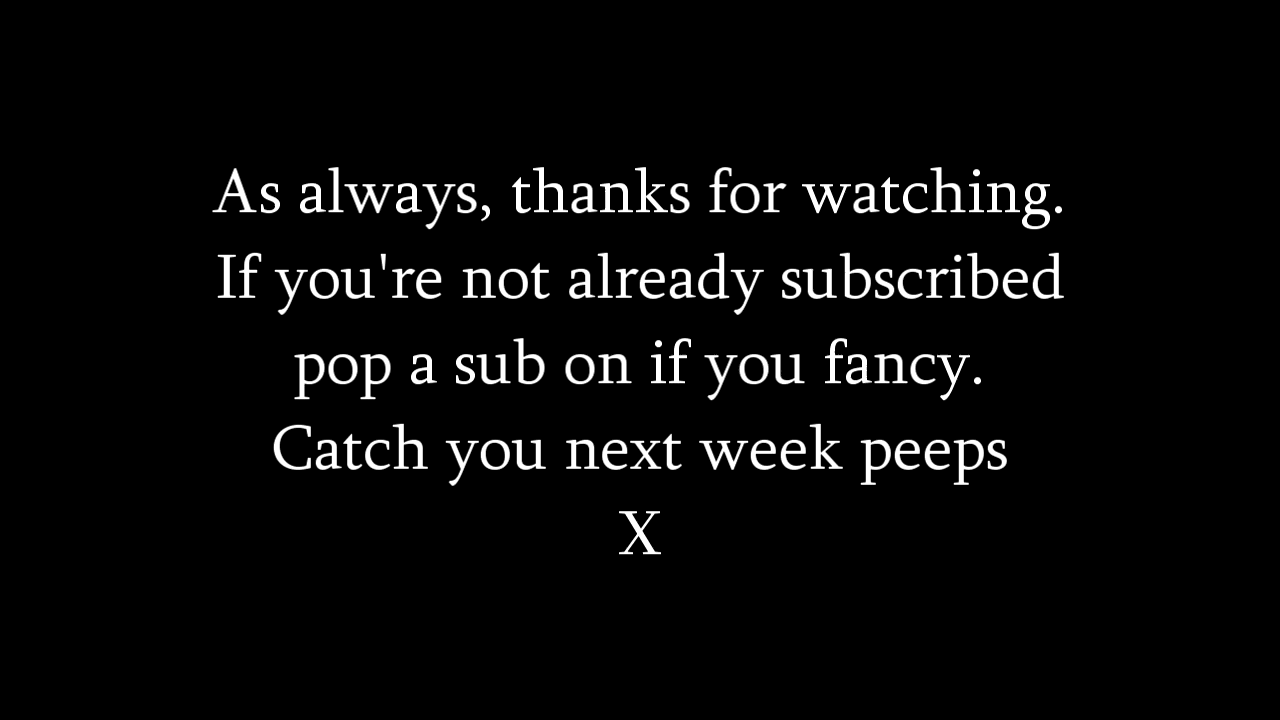 As always, thanks for watching.
If you're not already subscribed
pop a sub on if you fancy.
Catch you next week peeps
X